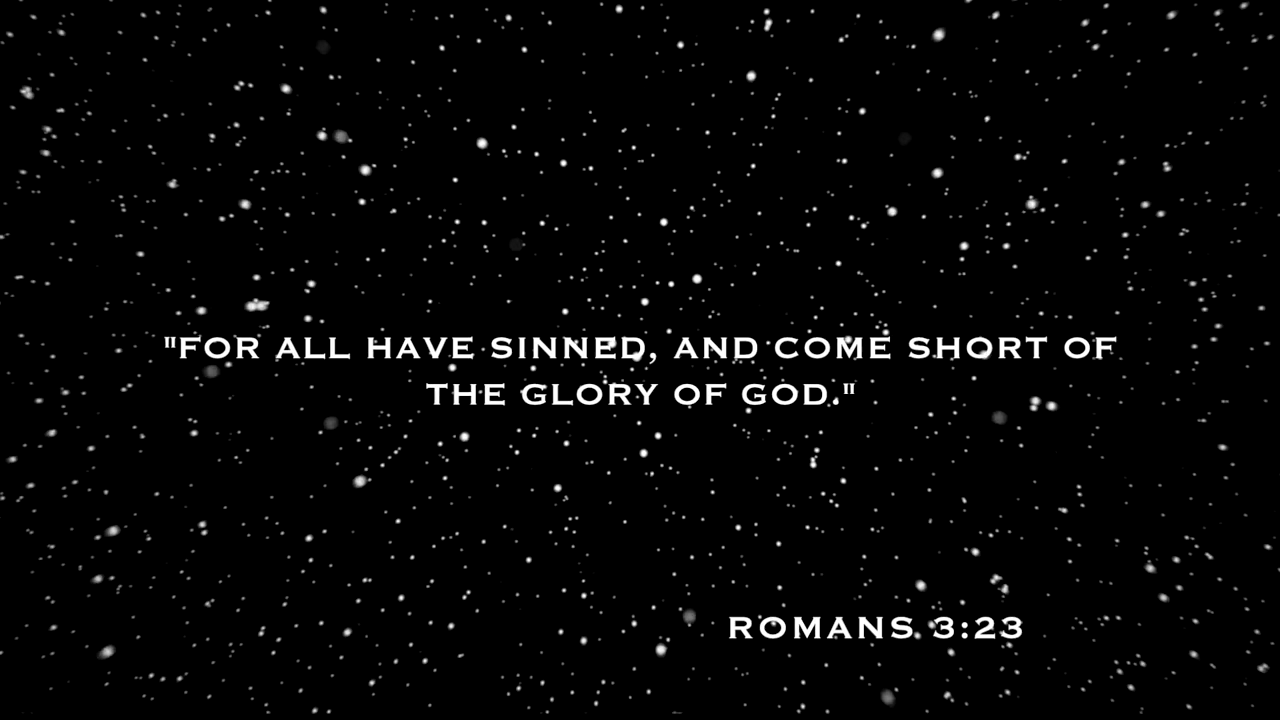 "FOR ALL HAVE SINNED, AND COME SHORT OF
THE GLORY OF GOD."
ROMANS 3:23